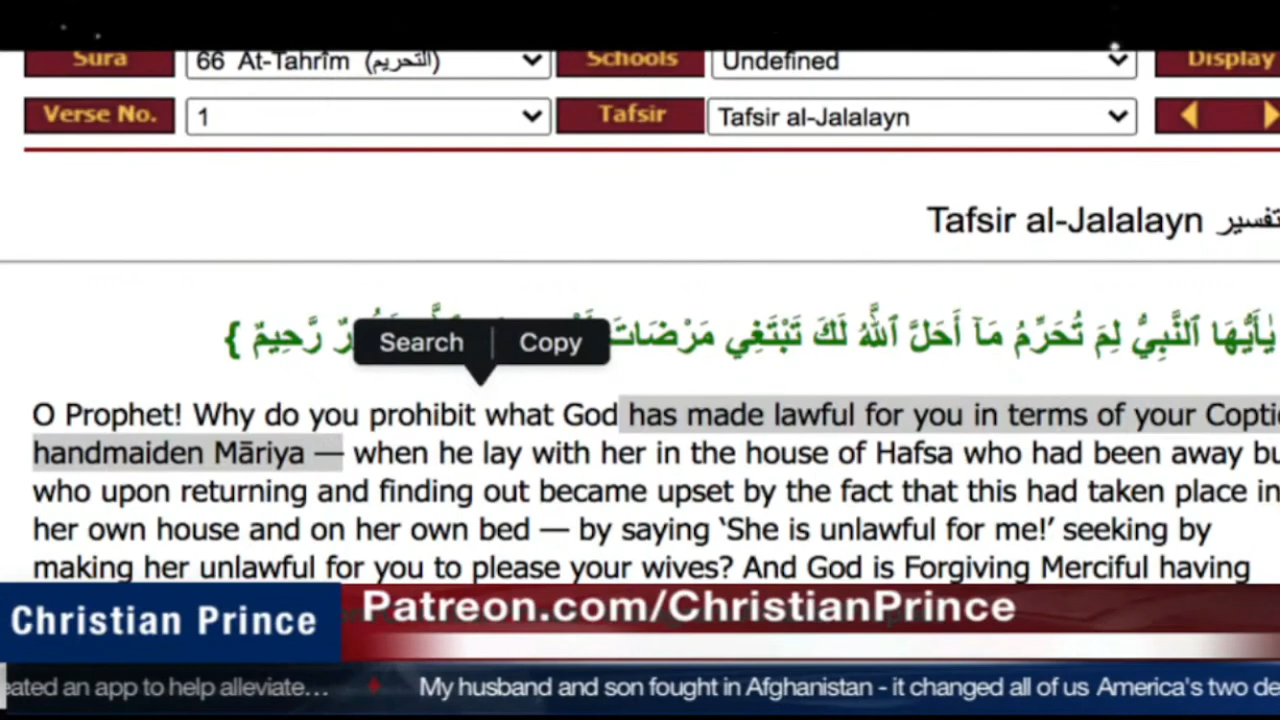 Sura 66 At-Tahrîm (التحريم) Schools Undefined Display
Verse No. 1 Tafsir Tafsir al-Jalalayn
Tafsir al-Jalalayn تفسير
يٰأَيُّهَا ٱلنَّبِيُّ لِمَ تُحَرِّمُ مَآ أَحَلَّ ٱللَّهُ لَكَ تَبْتَغِي مَرْضَاتَ رَّحِيمٌ }
Search Copy
O Prophet! Why do you prohibit what God has made lawful for you in terms of your Copti
handmaiden Māriya — when he lay with her in the house of Hafsa who had been away bu
who upon returning and finding out became upset by the fact that this had taken place in
her own house and on her own bed — by saying ‘She is unlawful for me!’ seeking by
making her unlawful for you to please your wives? And God is Forgiving Merciful having
Christian Prince
Patreon.com/ChristianPrince
eated an app to help alleviate... My husband and son fought in Afghanistan - it changed all of us America's two de